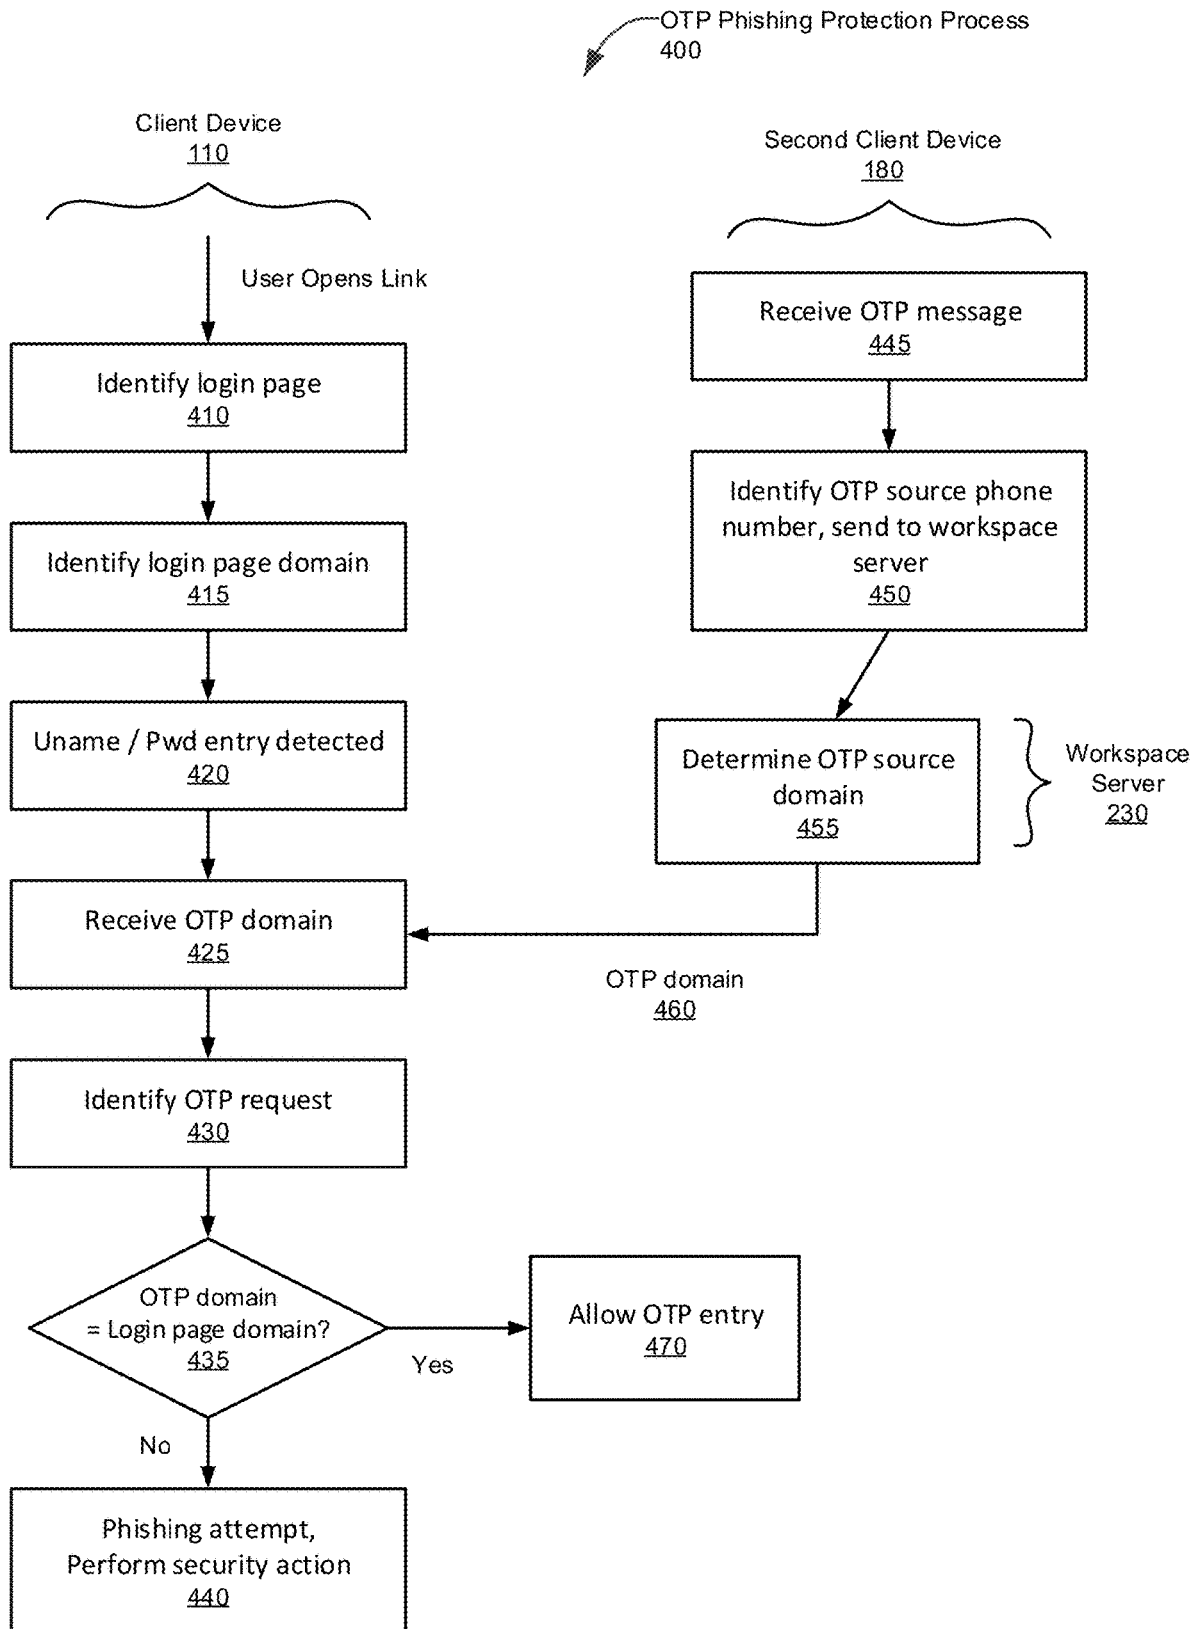 OTP Phishing Protection Process
400
Client Device
110
Second Client Device
180
User Opens Link
Receive OTP message
445
Identify login page
410
Identify OTP source phone
number, send to workspace
server
450
Identify login page domain
415
Uname / Pwd entry detected
420
Determine OTP source
domain
455
Workspace
Server
230
Receive OTP domain
425
OTP domain
460
Identify OTP request
430
OTP domain
= Login page domain?
435
Yes
Allow OTP entry
470
No
Phishing attempt,
Perform security action
440